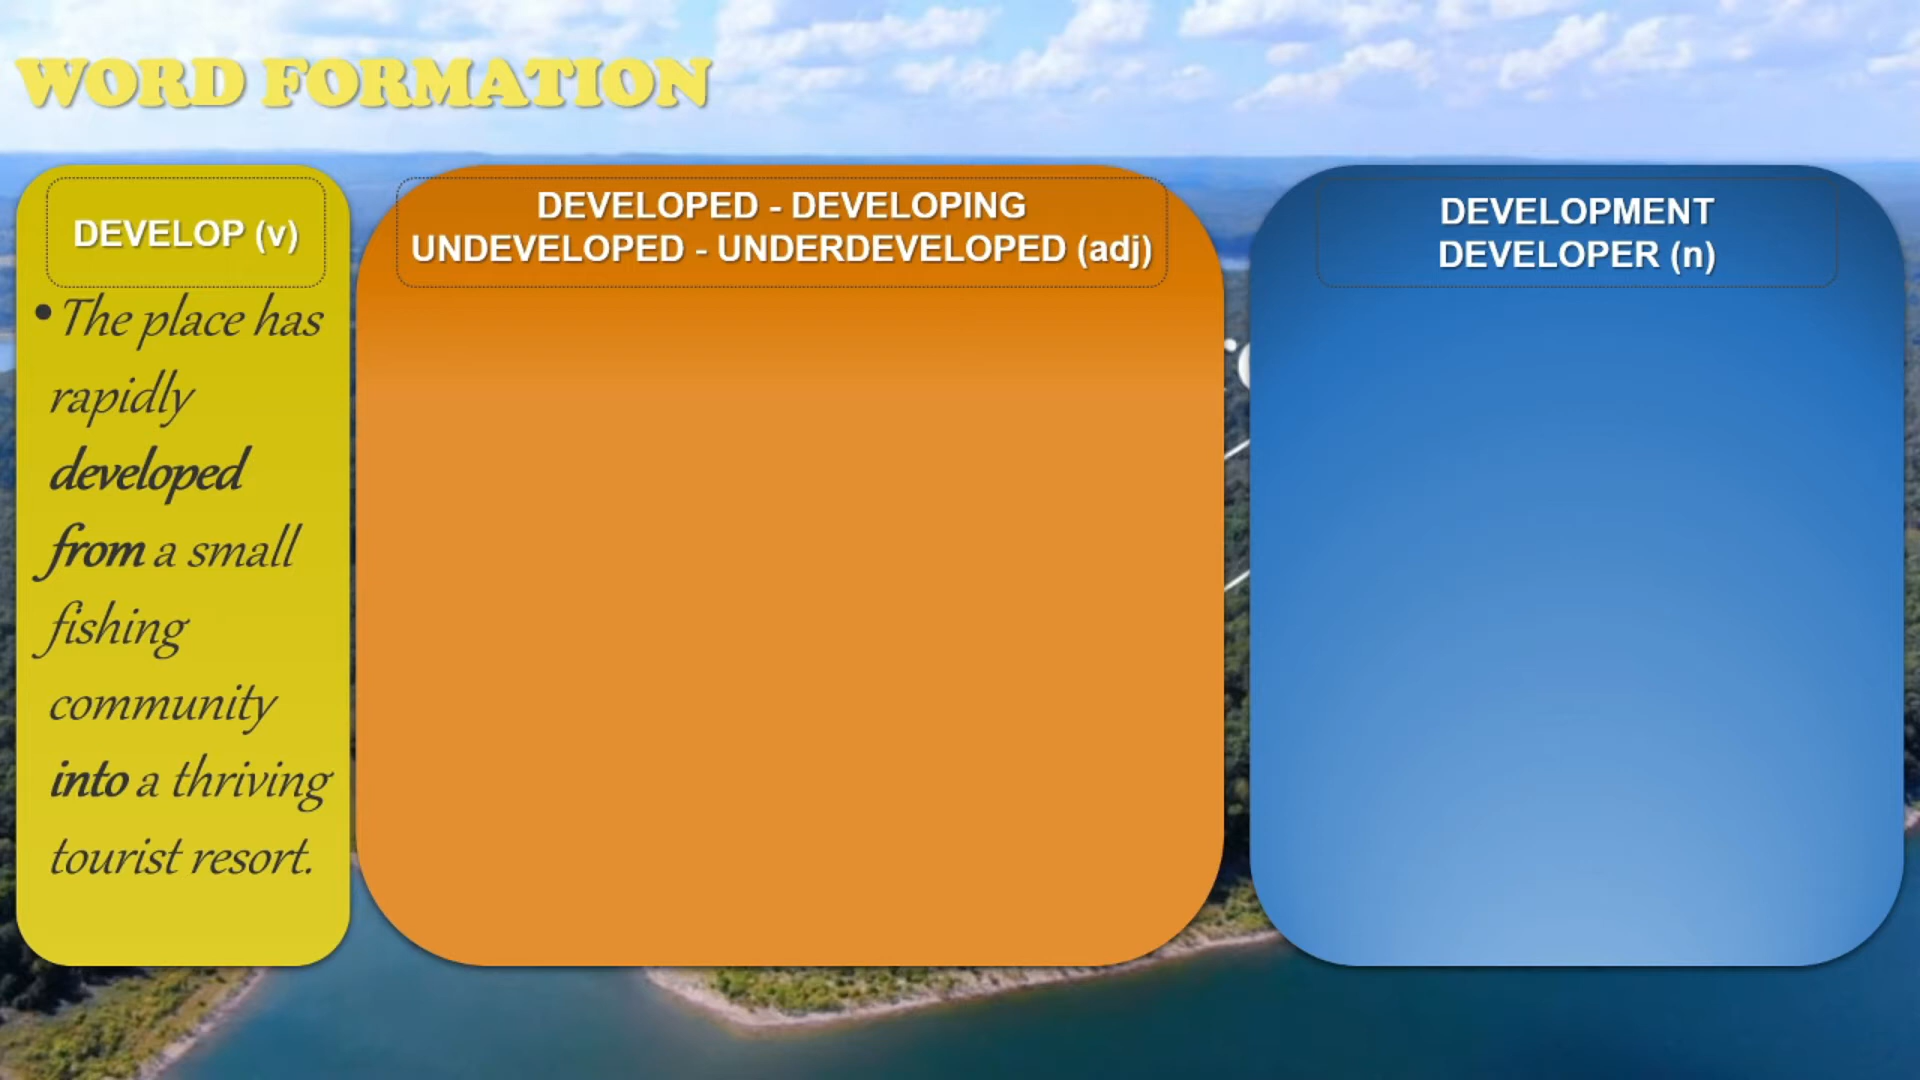 WORD FORMATION
DEVELOP (v)
• The place has
rapidly
developed
from a small
fishing
community
into a thriving
tourist resort.
DEVELOPED - DEVELOPING
UNDEVELOPED - UNDERDEVELOPED (adj)
DEVELOPMENT
DEVELOPER (n)